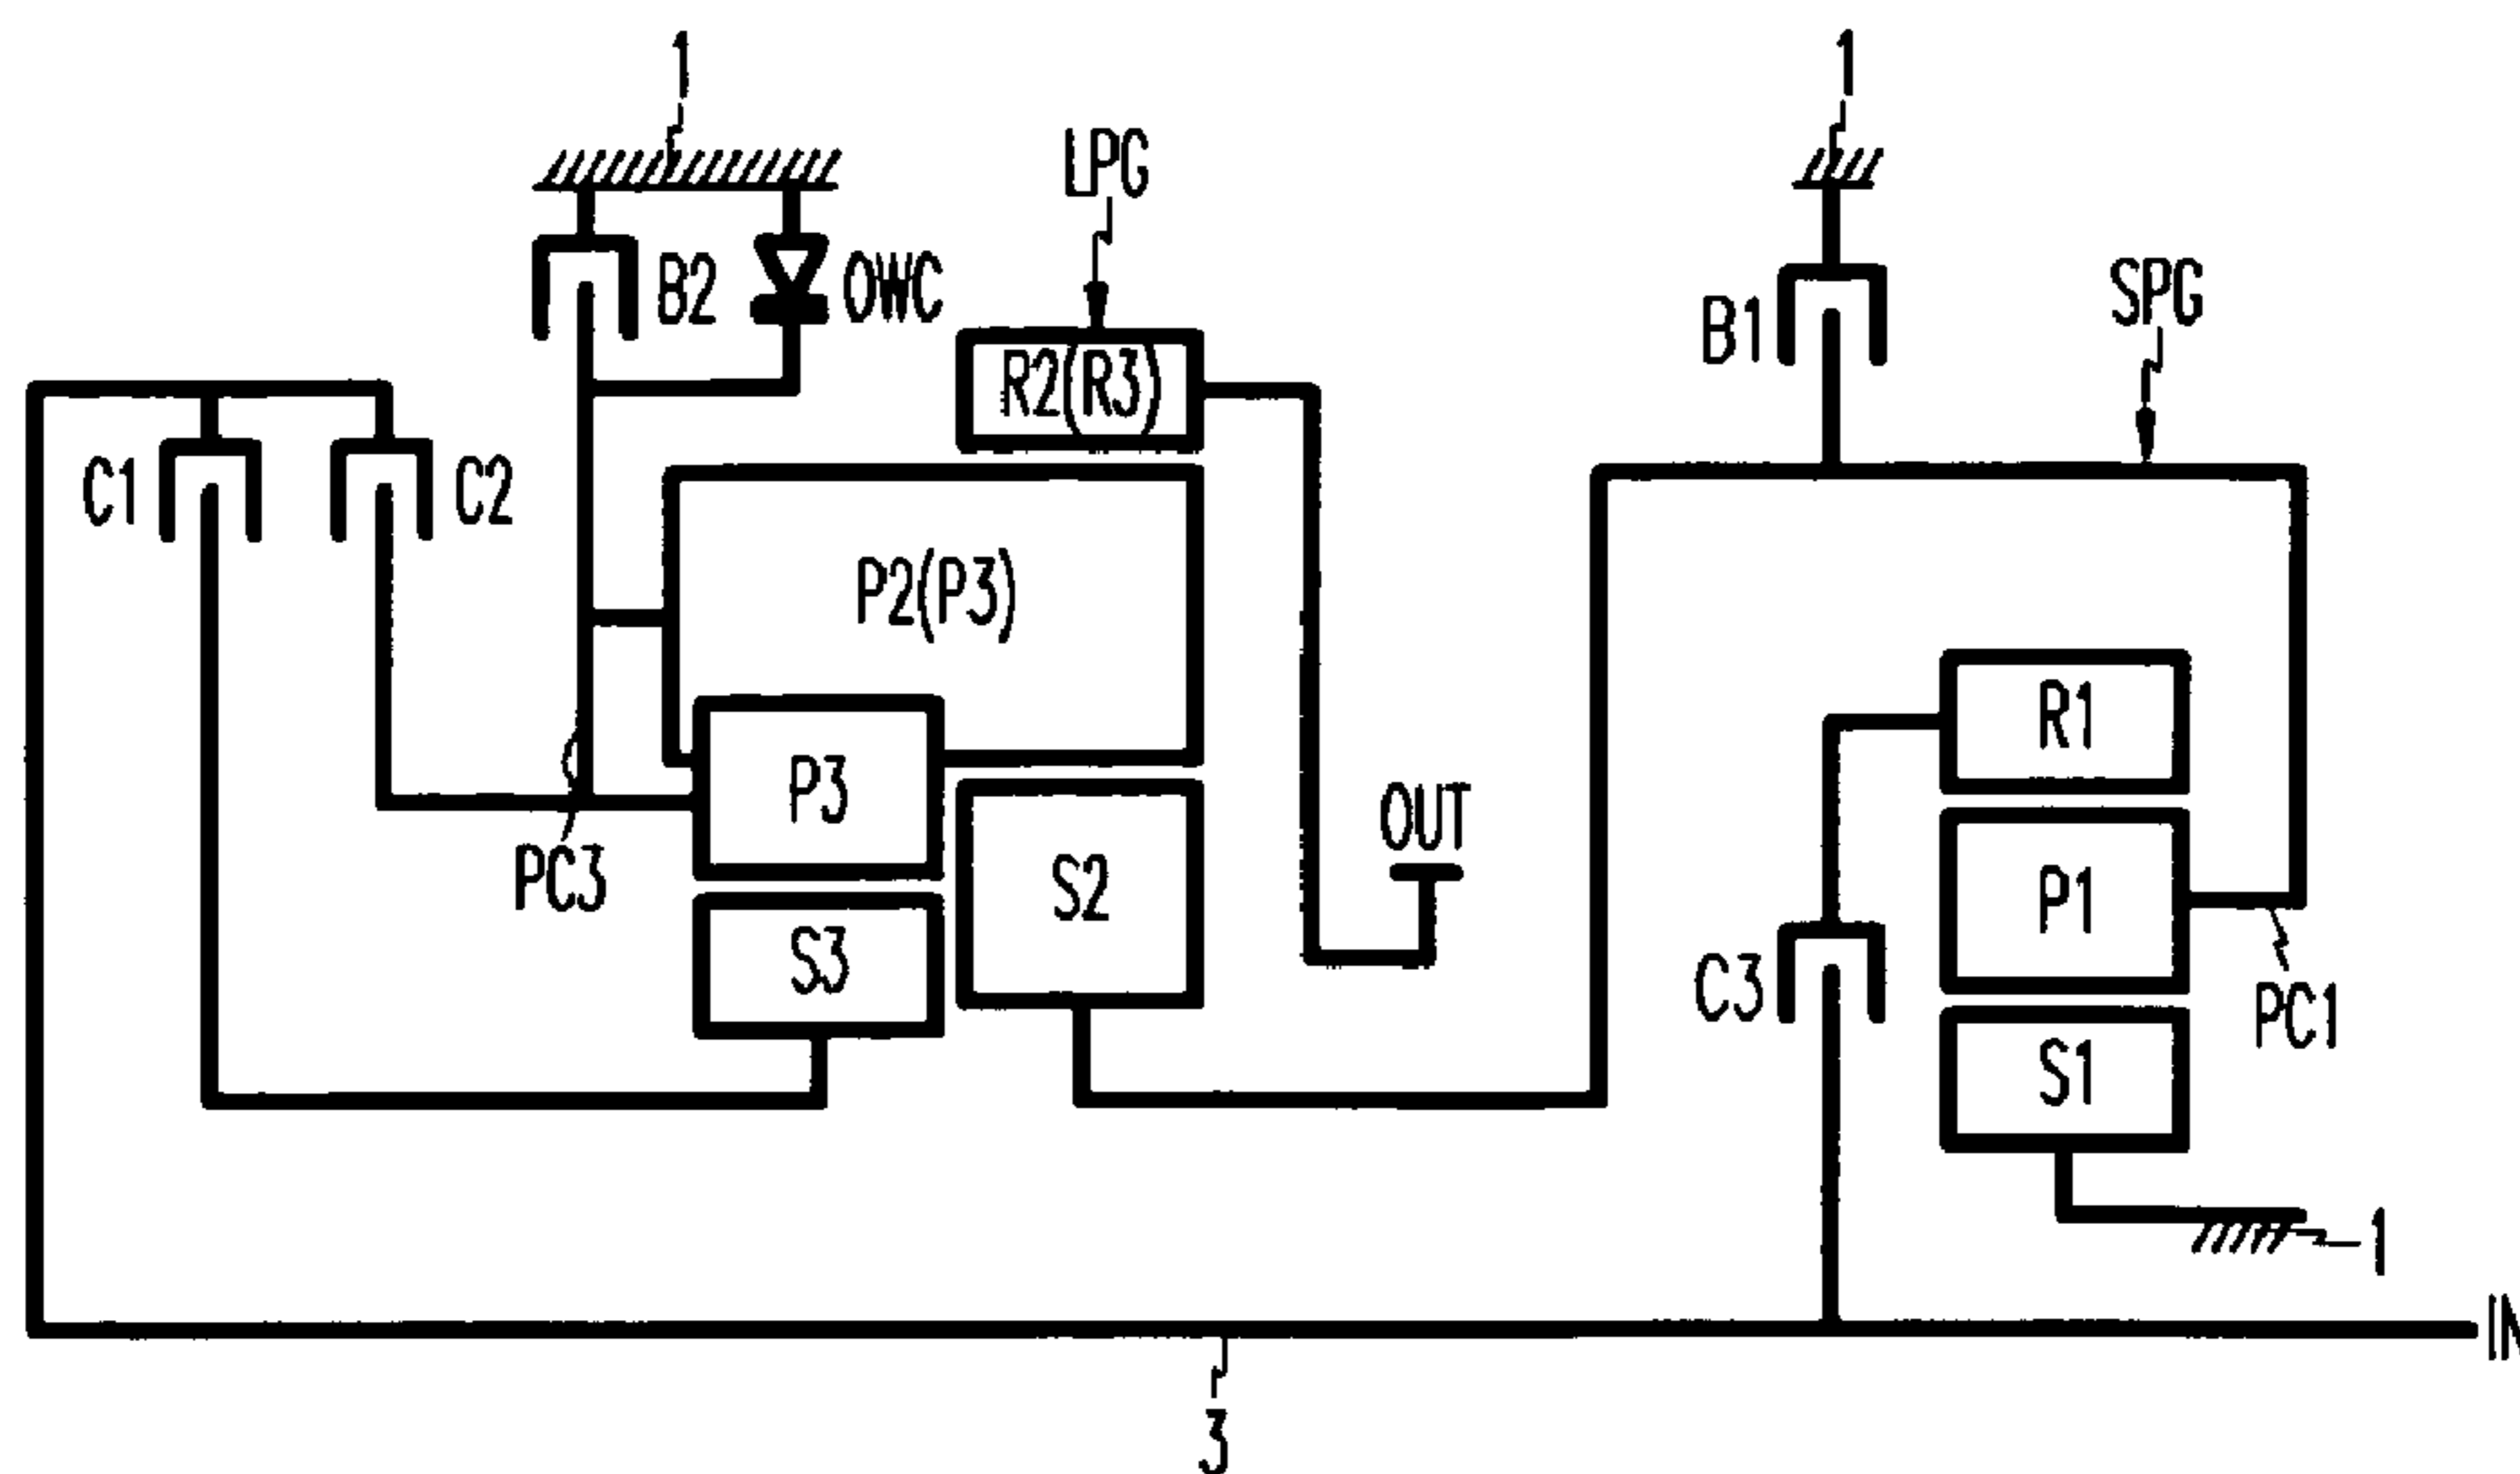 1
1
LPG
B2
OWC
B1
SPG
R2(R3)
C1
C2
P2(P3)
R1
P3
OUT
PC3
S2
P1
S3
C3
PC1
S1
1
IN
3